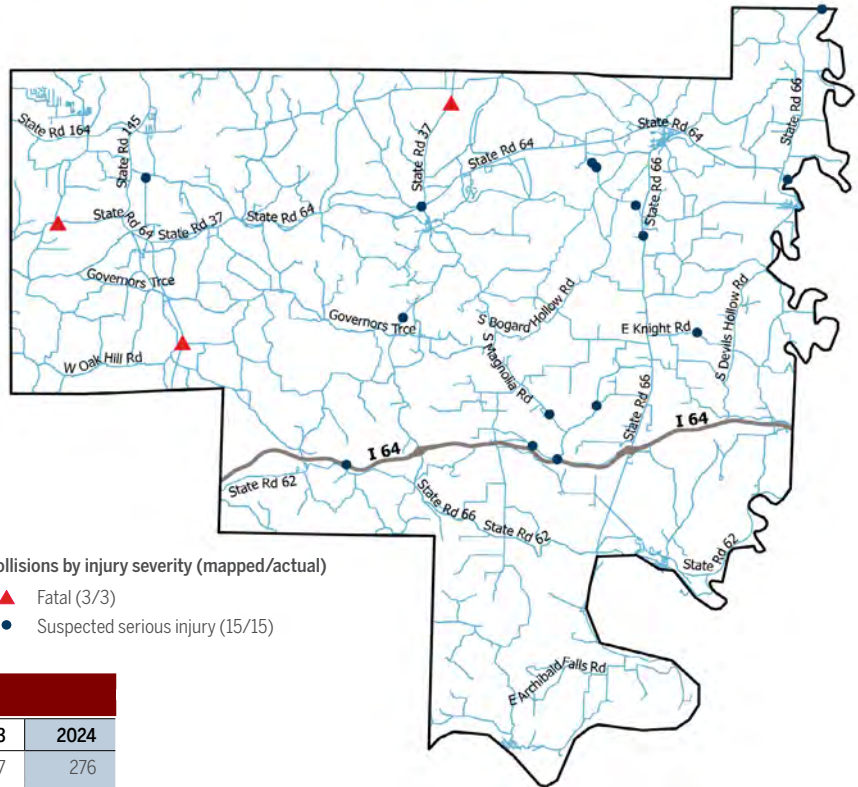 State Rd 66
State Rd 164
State Rd 145
State Rd 37
State Rd 64
State Rd 64
State Rd 66
State Rd 64
State Rd 37
State Rd 64
Governors Trce
Governors Trce
S Bogard Hollow Rd
E Knight Rd
S Devils Hollow Rd
W Oak Hill Rd
S Magnolia Rd
State Rd 66
I 64
I 64
State Rd 62
State Rd 66
State Rd 62
State Rd 62
E Archibald Falls Rd
ollisions by injury severity (mapped/actual)
Fatal (3/3)
Suspected serious injury (15/15)
3 2024
7 276